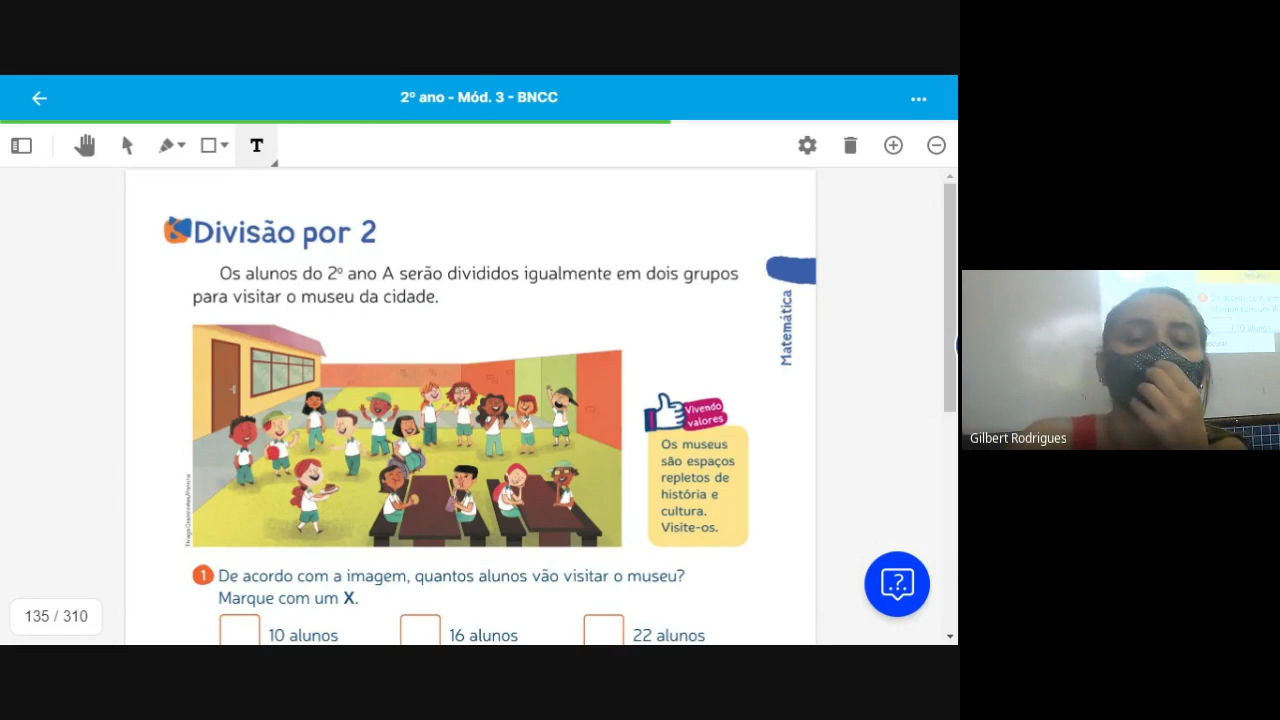 2º ano - Mód. 3 - BNCC
T
Divisão por 2
Os alunos do 2º ano A serão divididos igualmente em dois grupos
para visitar o museu da cidade.
Matemática
Vivendo
valores
Os museus
são espaços
repletos de
história e
cultura.
Visite-os.
1 De acordo com a imagem, quantos alunos vão visitar o museu?
Marque com um X.
10 alunos
16 alunos
22 alunos
135 / 310
?
Gilbert Rodrigues